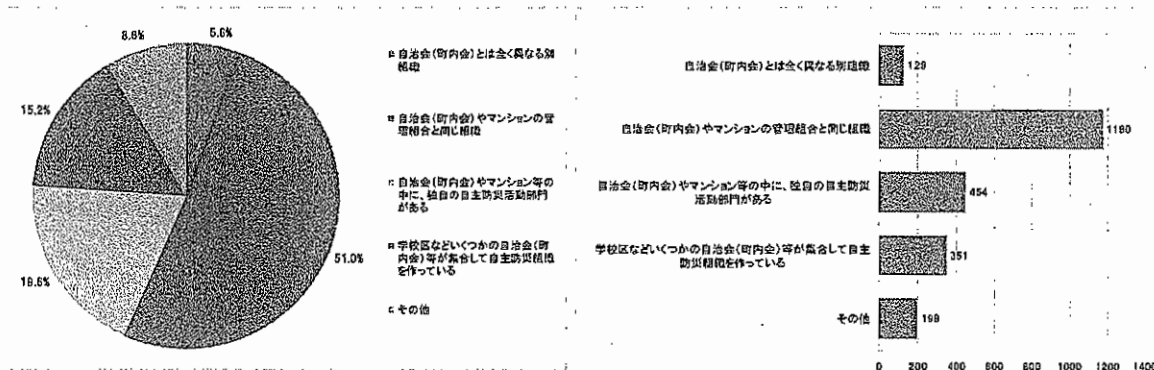 8.6%
5.6%
15.2%
19.6%
51.0%
自治会(町内会)とは全く異なる別
組織
自治会(町内会)やマンションの管
理組合と同じ組織
自治会(町内会)やマンション等の
中に、独自の自主防災活動部門
がある
学校区などいくつかの自治会(町
内会)等が集合して自主防災組織
を作っている
その他
自治会(町内会)とは全く異なる別組織
129
自治会(町内会)やマンションの管理組合と同じ組織
1180
自治会(町内会)やマンション等の中に、独自の自主防災
活動部門がある
454
学校区などいくつかの自治会(町内会)等が集合して自主
防災組織を作っている
351
その他
199
0 200 400 600 800 1000 1200 1400